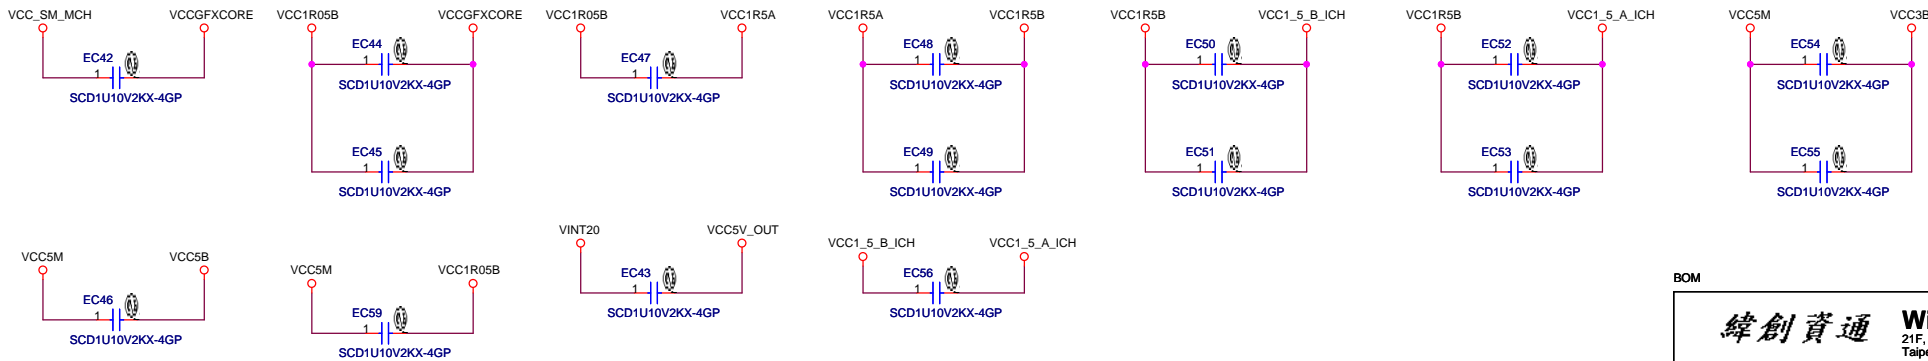 VCC_SM_MCH VCCGFXCORE
EC42
1
SCD1U10V2KX-4GP
VCC1R05B VCCGFXCORE
EC44
1
SCD1U10V2KX-4GP
EC45
1
SCD1U10V2KX-4GP
VCC1R05B VCC1R5A
EC47
1
SCD1U10V2KX-4GP
VCC1R5A VCC1R5B
EC48
1
SCD1U10V2KX-4GP
EC49
1
SCD1U10V2KX-4GP
VCC1R5B VCC1_5_B_ICH
EC50
1
SCD1U10V2KX-4GP
EC51
1
SCD1U10V2KX-4GP
VCC1R5B VCC1_5_A_ICH
EC52
1
SCD1U10V2KX-4GP
EC53
1
SCD1U10V2KX-4GP
VCC5M VCC3B
EC54
1
SCD1U10V2KX-4GP
EC55
1
SCD1U10V2KX-4GP
VCC5M VCC5B
EC46
1
SCD1U10V2KX-4GP
VCC5M VCC1R05B
EC59
1
SCD1U10V2KX-4GP
VINT20 VCC5V_OUT
EC43
1
SCD1U10V2KX-4GP
VCC1_5_B_ICH VCC1_5_A_ICH
EC56
1
SCD1U10V2KX-4GP
BOM
緯創資通
21F,